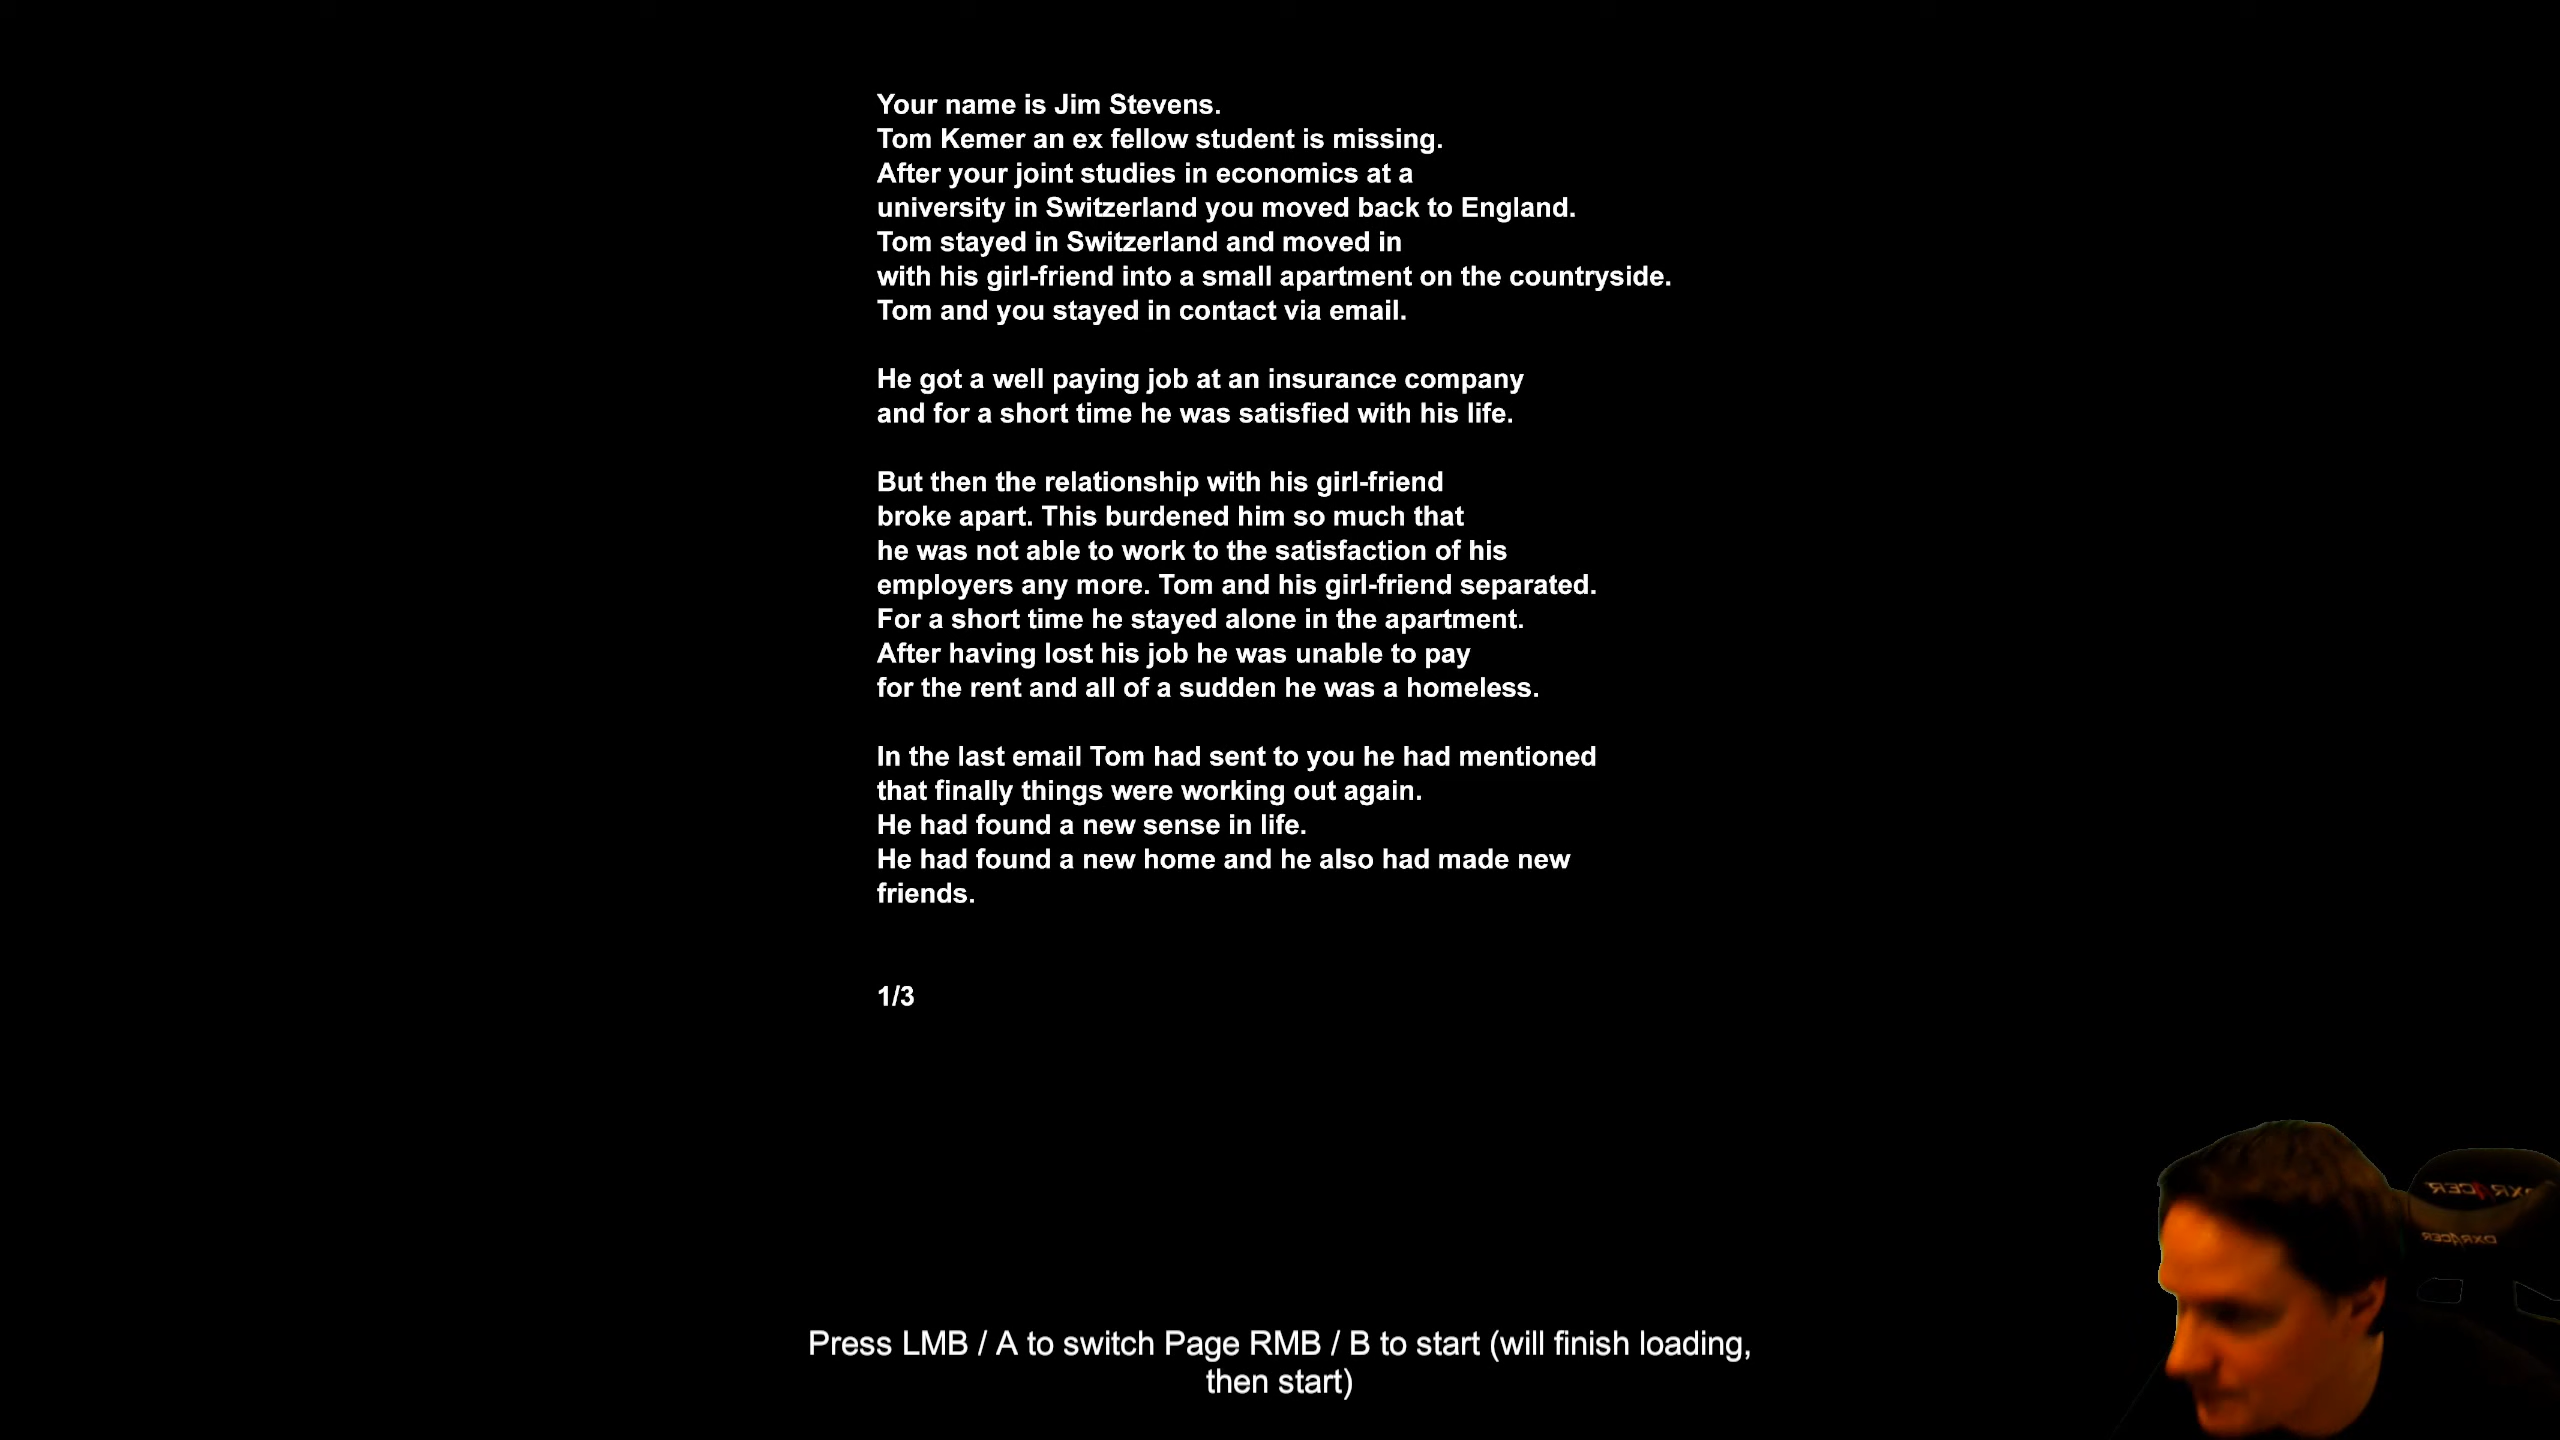 Your name is Jim Stevens.
Tom Kemer an ex fellow student is missing.
After your joint studies in economics at a
university in Switzerland you moved back to England.
Tom stayed in Switzerland and moved in
with his girl-friend into a small apartment on the countryside.
Tom and you stayed in contact via email.
He got a well paying job at an insurance company
and for a short time he was satisfied with his life.
But then the relationship with his girl-friend
broke apart. This burdened him so much that
he was not able to work to the satisfaction of his
employers any more. Tom and his girl-friend separated.
For a short time he stayed alone in the apartment.
After having lost his job he was unable to pay
for the rent and all of a sudden he was a homeless.
In the last email Tom had sent to you he had mentioned
that finally things were working out again.
He had found a new sense in life.
He had found a new home and he also had made new
friends.
1/3
DXRACER
DXRACER
Press LMB / A to switch Page RMB / B to start (will finish loading,
then start)